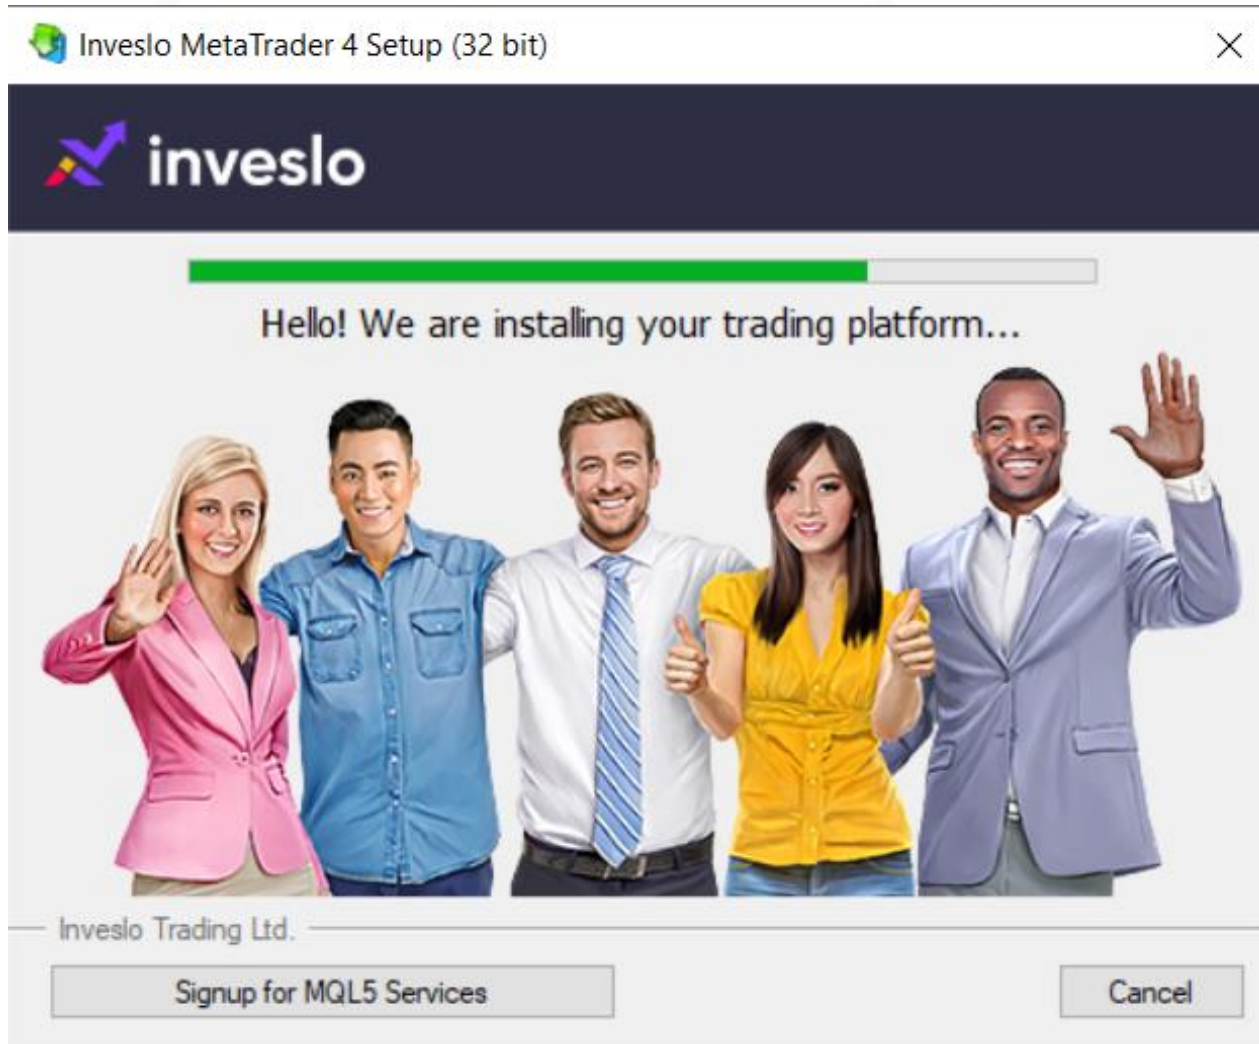 Inveslo MetaTrader 4 Setup (32 bit)
inveslo
Hello! We are installing your trading platform...
Inveslo Trading Ltd.
Signup for MQL5 Services
Cancel